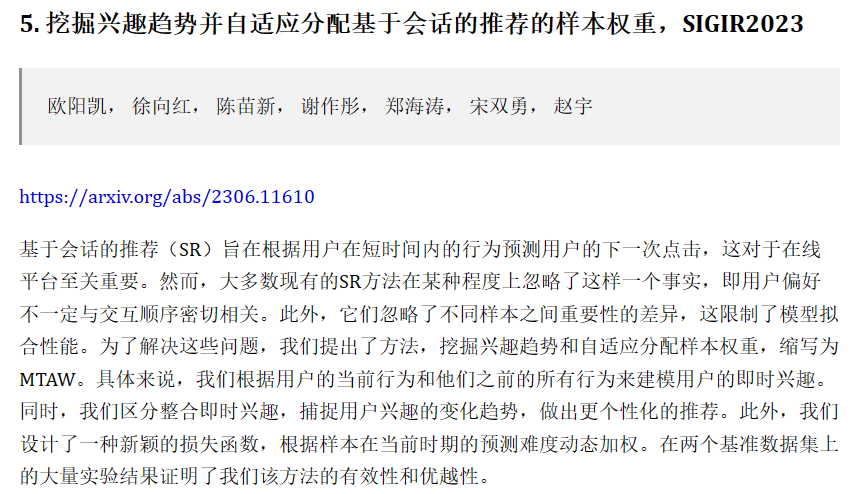 5. 挖掘兴趣趋势并自适应分配基于会话的推荐的样本权重，SIGIR2023
欧阳凯， 徐向红， 陈苗新， 谢作彤， 郑海涛， 宋双勇， 赵宇
https://arxiv.org/abs/2306.11610
基于会话的推荐（SR）旨在根据用户在短时间内的行为预测用户的下一次点击，这对于在线
平台至关重要。然而，大多数现有的SR方法在某种程度上忽略了这样一个事实，即用户偏好
不一定与交互顺序密切相关。此外，它们忽略了不同样本之间重要性的差异，这限制了模型拟
合性能。为了解决这些问题，我们提出了方法，挖掘兴趣趋势和自适应分配样本权重，缩写为
MTAW。具体来说，我们根据用户的当前行为和他们之前的所有行为来建模用户的即时兴趣。
同时，我们区分整合即时兴趣，捕捉用户兴趣的变化趋势，做出更个性化的推荐。此外，我们
设计了一种新颖的损失函数，根据样本在当前时期的预测难度动态加权。在两个基准数据集上
的大量实验结果证明了我们该方法的有效性和优越性。